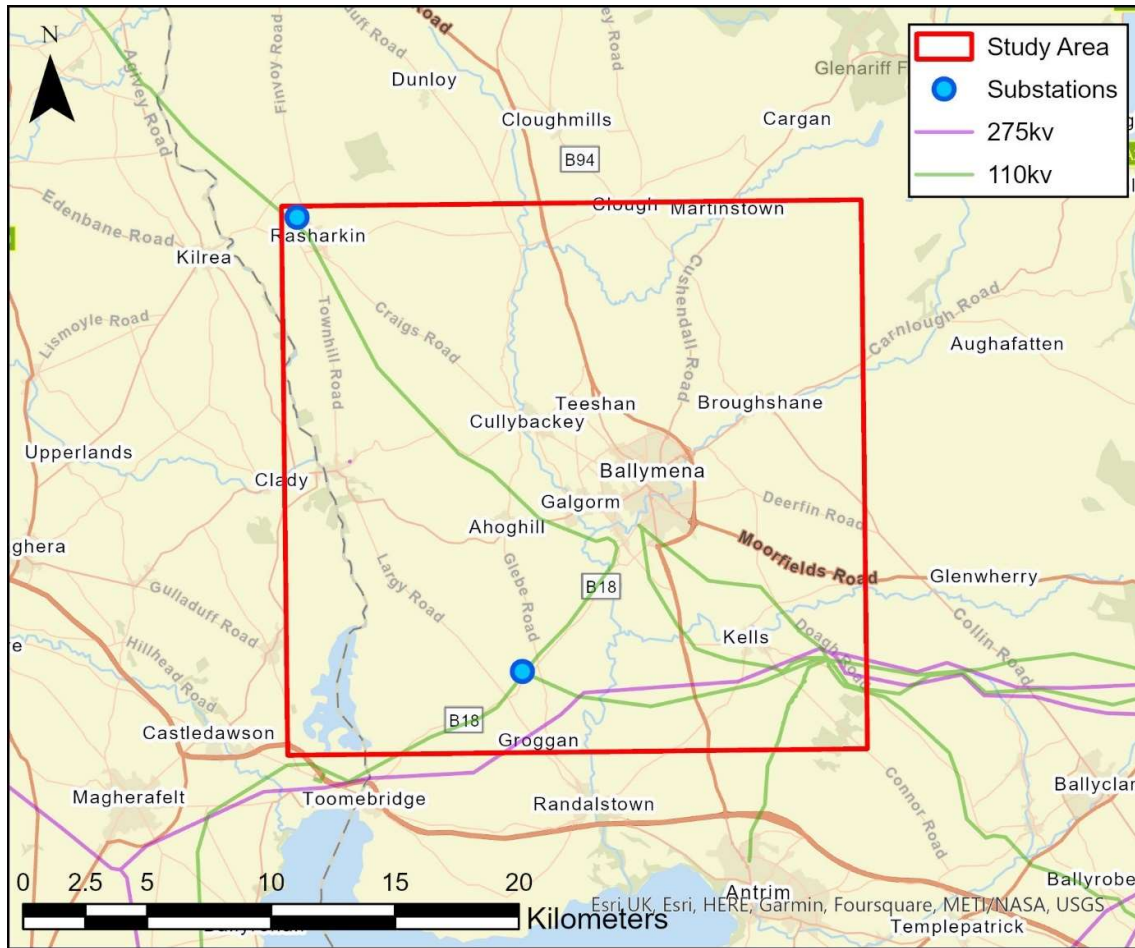 N
Study Area
Substations
275kv
110kv
Agivey Road
Finvoy Road
Dunloy
Cloughmills
Cargan
B94
Edenbane Road
Kilrea
Rasharkin
Clough
Martinstown
Cushendall Road
Carnlough Road
Lismoyle Road
Townhill Road
Craigs Road
Aughafatten
Teeshan
Broughshane
Cullybackey
Upperlands
Clady
Ballymena
Galgorm
Deerfin Road
Ahoghill
Moorfields Road
Glenwherry
ghera
Largy Road
Glebe Road
B18
Gulladuff Road
Hillhead Road
Kells
Doagh Road
Collin Road
B18
Castledawson
Groggan
Magherafelt
Toomebridge
Randalstown
Connor Road
Ballyclar
Antrim
Ballyrobe
Templepatrick
0 2.5 5 10 15 20
Kilometers
Esri UK, Esri, HERE, Garmin, Foursquare, METI/NASA, USGS